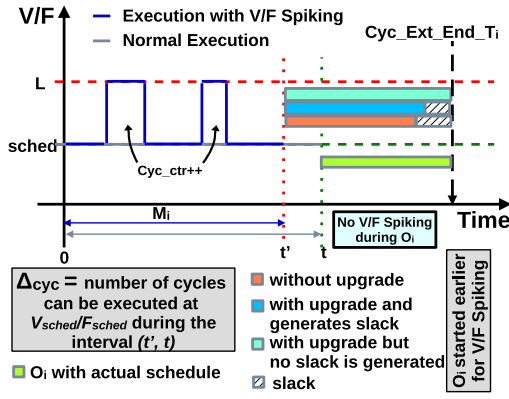 V/F
Execution with V/F Spiking
Normal Execution
Cyc_Ext_End_Tᵢ
L
sched
Cyc_ctr++
Mᵢ
No V/F Spiking
during Oᵢ
Time
0
t’
t
Δcyc = number of cycles
can be executed at
Vsched/Fsched during the
interval (t’, t)
Oᵢ with actual schedule
without upgrade
with upgrade and
generates slack
with upgrade but
no slack is generated
slack
Oᵢ started earlier
for V/F Spiking